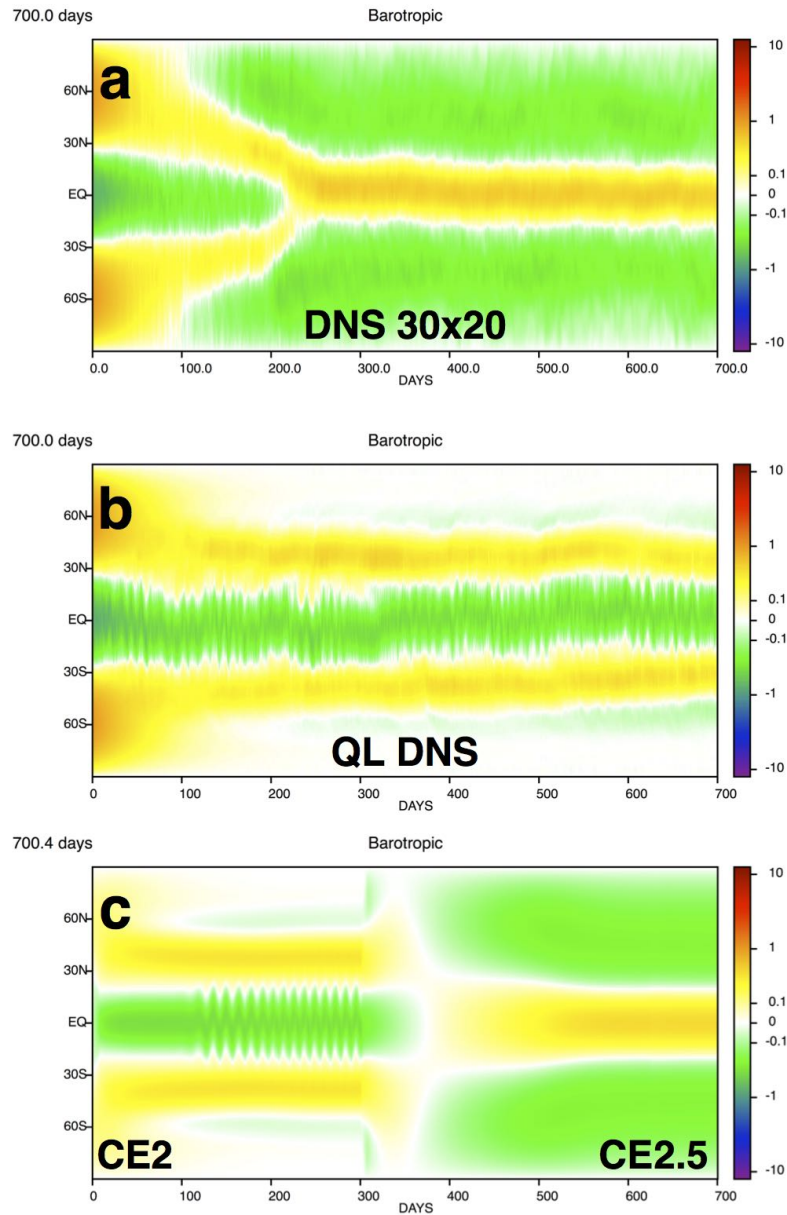 700.0 days Barotropic
a
60N
30N
EQ
30S
60S
DNS 30x20
0.0 100.0 200.0 300.0 400.0 500.0 600.0 700.0
DAYS
10
1
0.1
0
-0.1
-1
-10
700.0 days Barotropic
b
60N
30N
EQ
30S
60S
QL DNS
0 100 200 300 400 500 600 700
DAYS
10
1
0.1
0
-0.1
-1
-10
700.4 days Barotropic
c
60N
30N
EQ
30S
60S
CE2 CE2.5
0 100 200 300 400 500 600 700
DAYS
10
1
0.1
0
-0.1
-1
-10